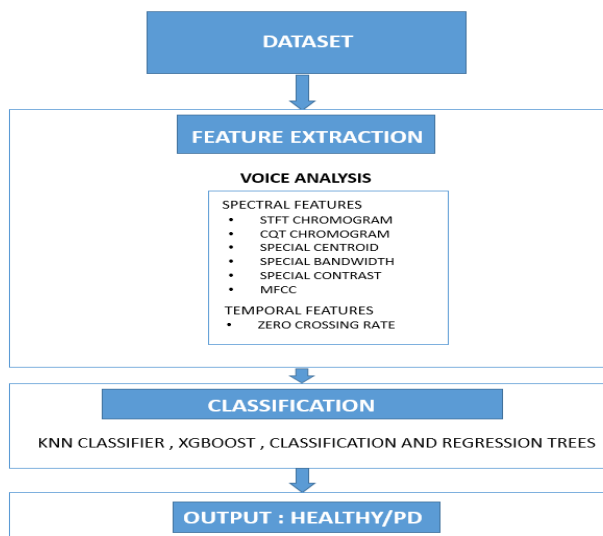 DATASET
FEATURE EXTRACTION
VOICE ANALYSIS
SPECTRAL FEATURES
• STFT CHROMOGRAM
• CQT CHROMOGRAM
• SPECIAL CENTROID
• SPECIAL BANDWIDTH
• SPECIAL CONTRAST
• MFCC
TEMPORAL FEATURES
• ZERO CROSSING RATE
CLASSIFICATION
KNN CLASSIFIER , XGBOOST , CLASSIFICATION AND REGRESSION TREES
OUTPUT : HEALTHY/PD